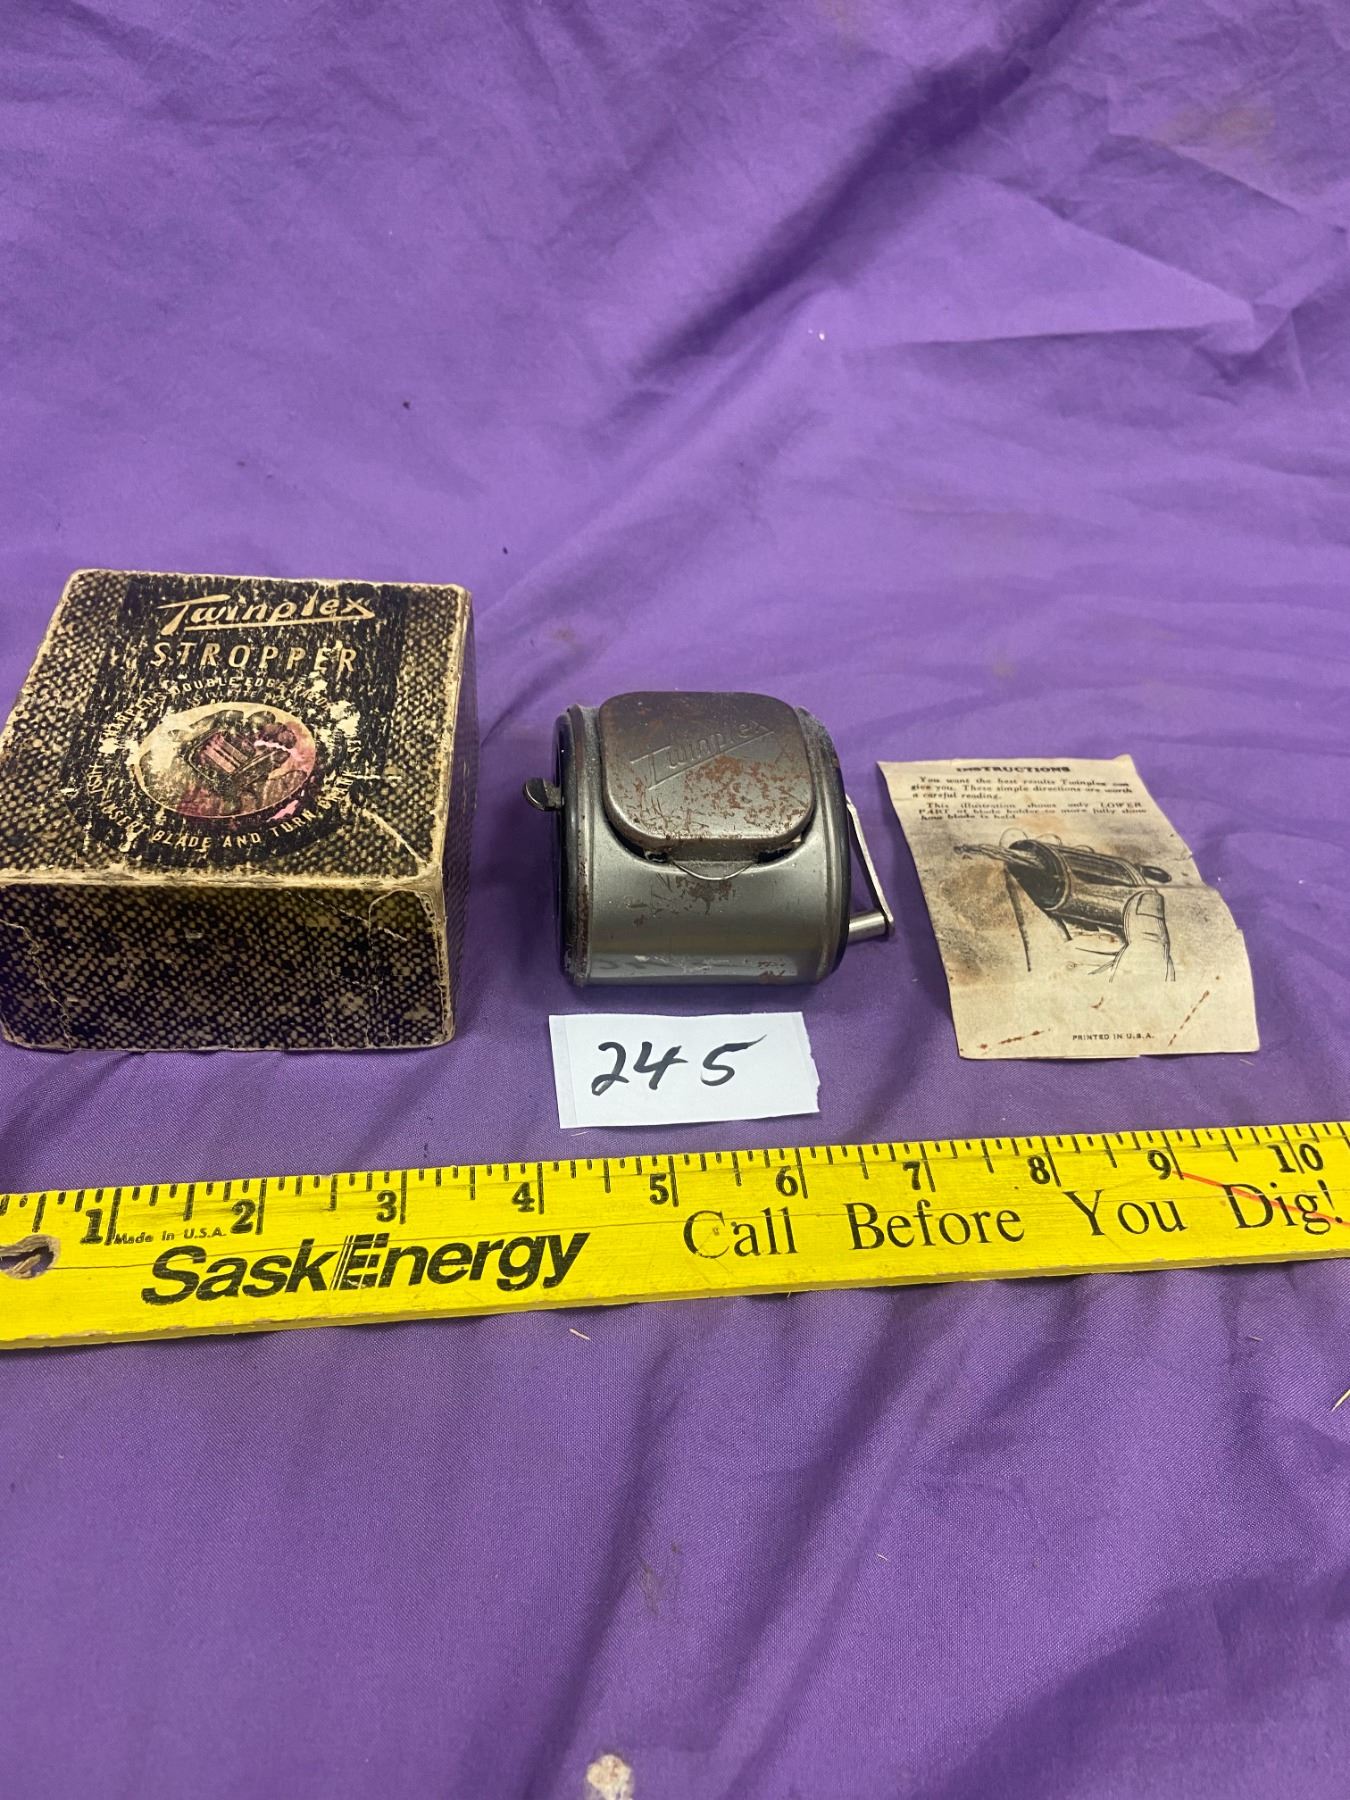 Twinplex
STROPPER
DOUBLE EDGE
INSERT BLADE AND TURN
Twinplex
INSTRUCTIONS
You want the best results Twinplex can
give you. These simple directions are worth
a careful reading.
This illustration shows only LOWER
PART of blade holder to more fully show
how blade is held.
PRINTED IN U.S.A.
245
1 2 3 4 5 6 7 8 9 10
Made in U.S.A.
SaskEnergy
Call Before You Dig!